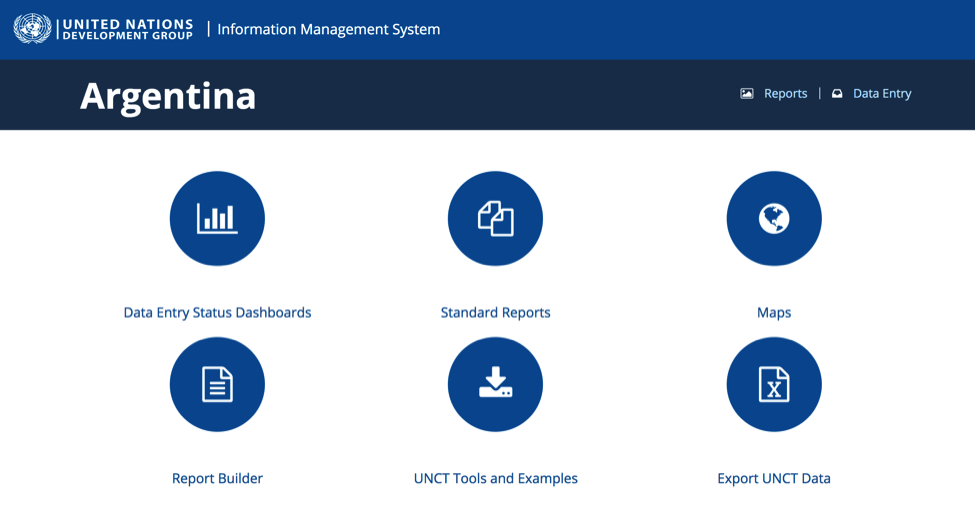 UNITED NATIONS
DEVELOPMENT GROUP
Information Management System
Argentina
Reports
Data Entry
Data Entry Status Dashboards
Standard Reports
Maps
Report Builder
UNCT Tools and Examples
X
Export UNCT Data